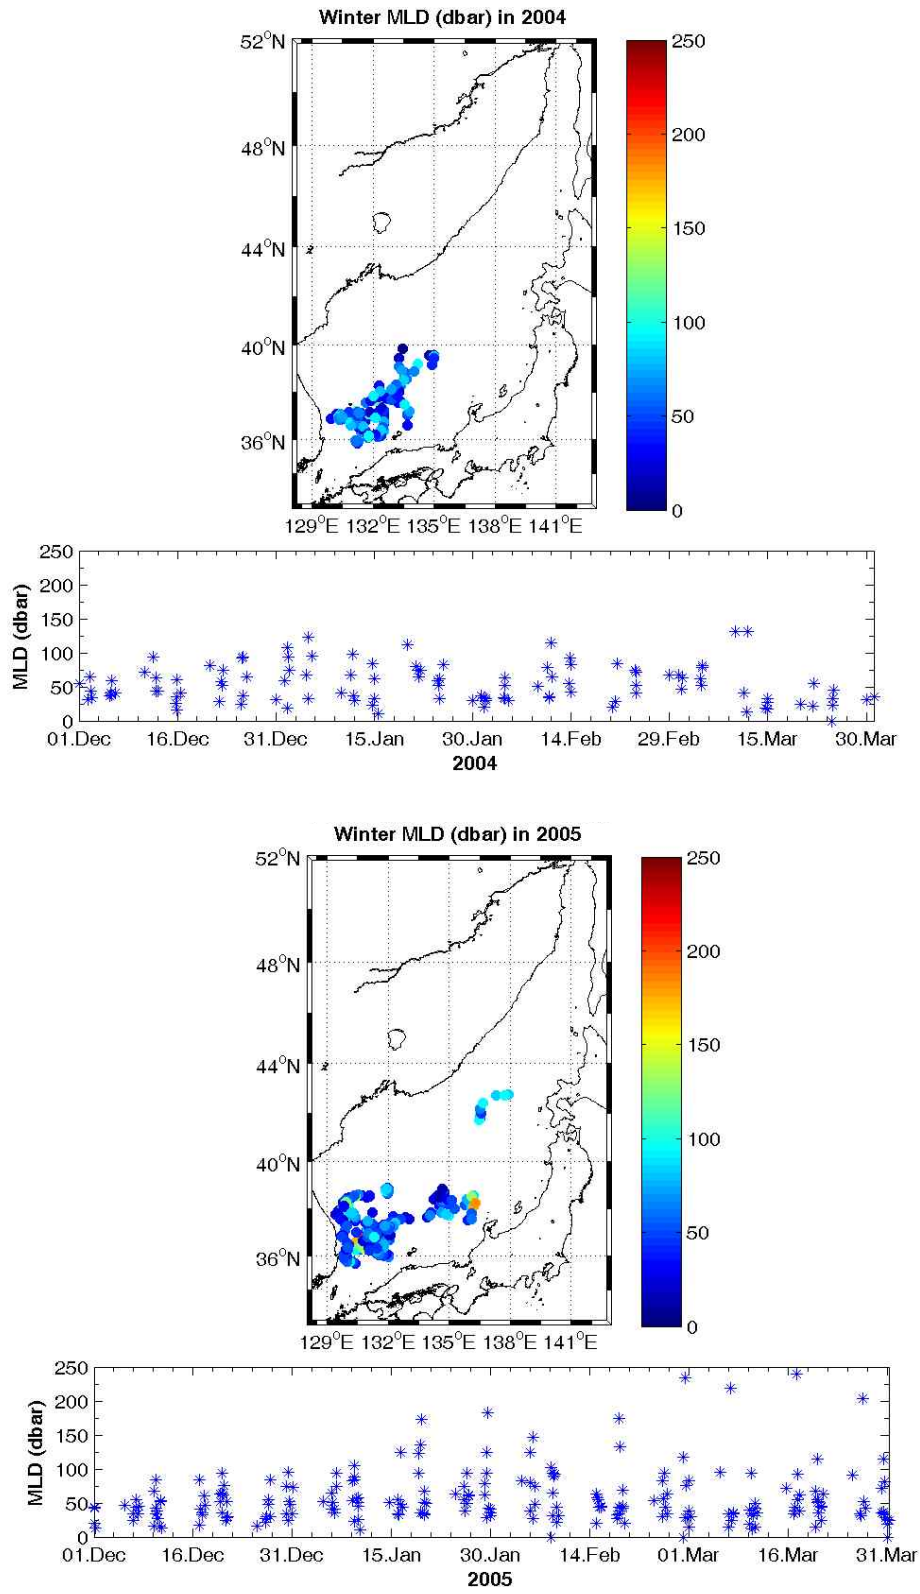 Winter MLD (dbar) in 2004
52°N
48°N
44°N
40°N
36°N
129°E 132°E 135°E 138°E 141°E
250
200
150
100
50
0
250
200
150
100
50
0
MLD (dbar)
01.Dec 16.Dec 31.Dec 15.Jan 30.Jan 14.Feb 29.Feb 15.Mar 30.Mar
2004
Winter MLD (dbar) in 2005
52°N
48°N
44°N
40°N
36°N
129°E 132°E 135°E 138°E 141°E
250
200
150
100
50
0
250
200
150
100
50
0
MLD (dbar)
01.Dec 16.Dec 31.Dec 15.Jan 30.Jan 14.Feb 01.Mar 16.Mar 31.Mar
2005